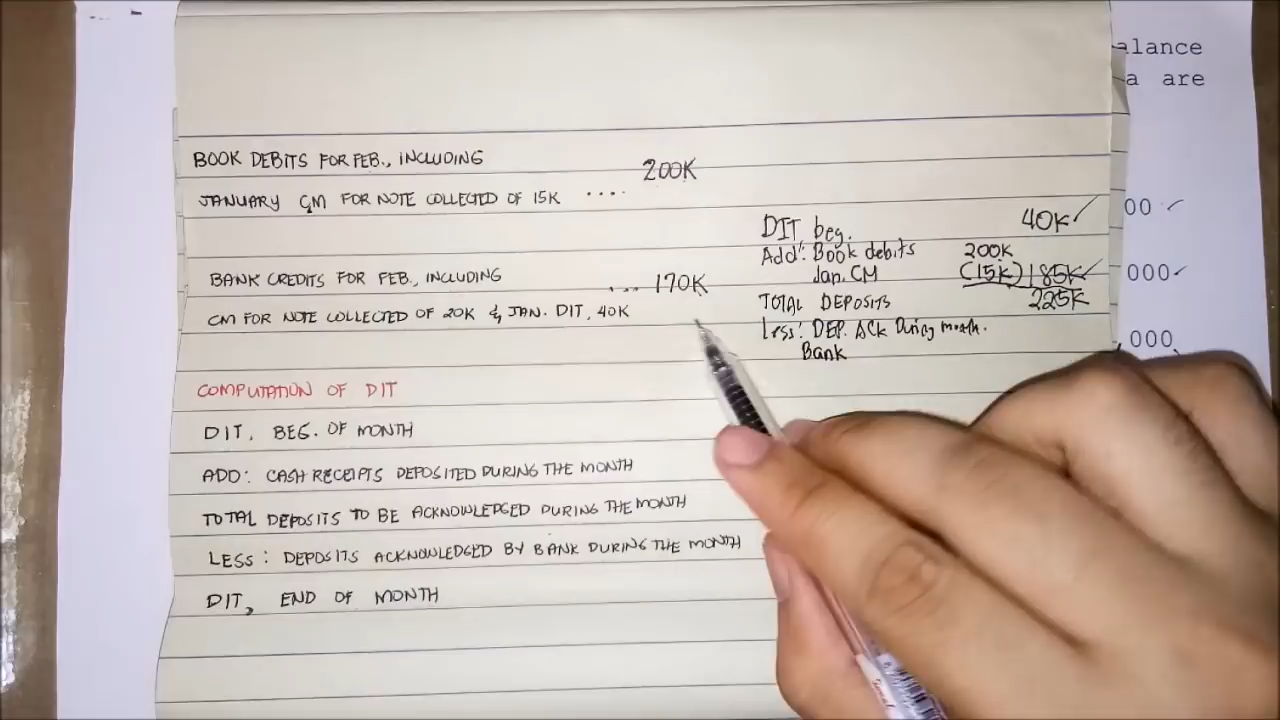 alance
a are
BOOK DEBITS FOR FEB., INCLUDING
200K
JANUARY CM FOR NOTE COLLECTED OF 15K ....
00 ✓
DIT beg. 40K ✓
Add: Book debits 200K
BANK CREDITS FOR FEB., INCLUDING
Jan. CM (15K) 185K ✓
000 ✓
... 170K
TOTAL DEPOSITS 225K
CM FOR NOTE COLLECTED OF 20K & JAN. DIT, 40K
Less: DEP. ACK During month.
000
Bank
COMPUTATION OF DIT
DIT, BEG. OF MONTH
ADD: CASH RECEIPTS DEPOSITED DURING THE MONTH
TOTAL DEPOSITS TO BE ACKNOWLEDGED DURING THE MONTH
LESS: DEPOSITS ACKNOWLEDGED BY BANK DURING THE MONTH
DIT, END OF MONTH